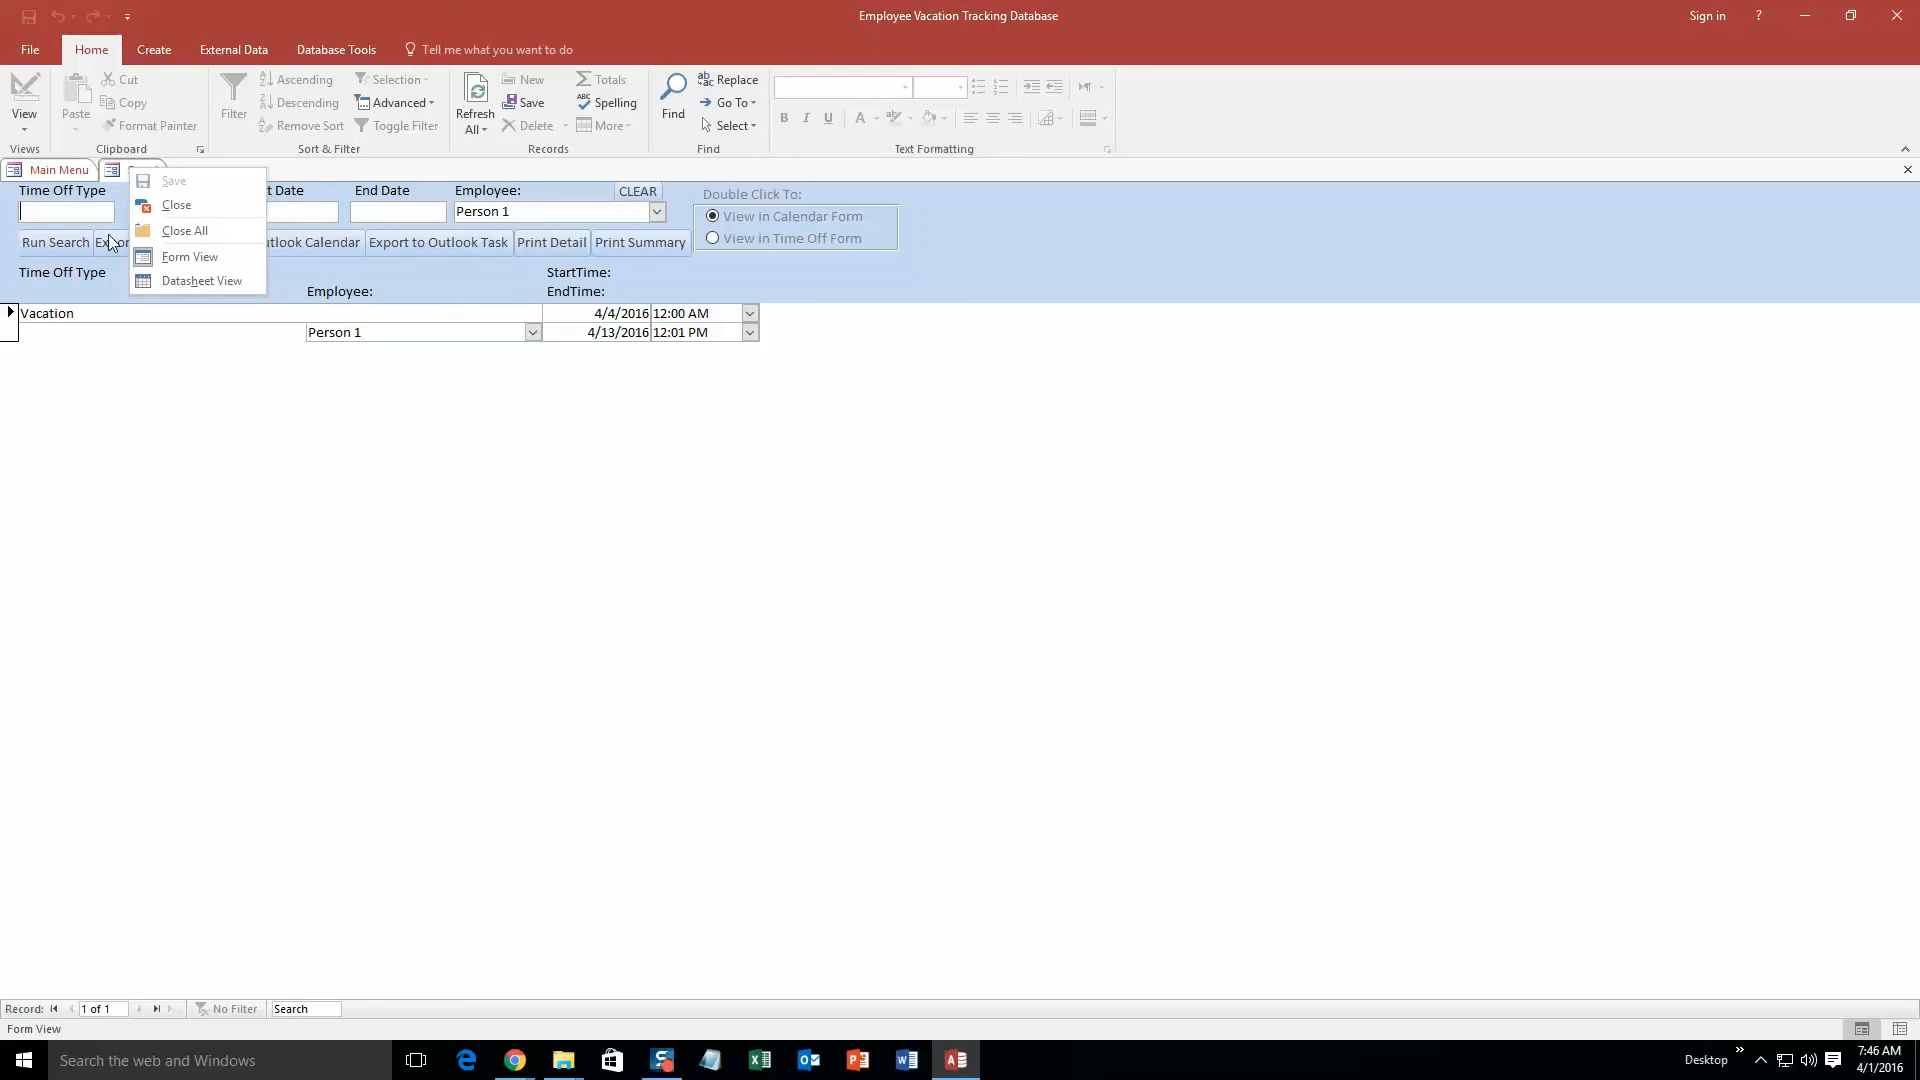 Employee Vacation Tracking Database
Sign in ?
File Home Create External Data Database Tools Tell me what you want to do
View
Views
Paste
Cut
Copy
Format Painter
Clipboard
Filter
Ascending
Descending
Remove Sort
Selection
Advanced
Toggle Filter
Sort & Filter
Refresh
All
New
Save
Delete
Totals
Spelling
More
Records
Find
Replace
Go To
Select
Find
B I U A
Text Formatting
Main Menu
Save
Close
Close All
Form View
Datasheet View
Time Off Type Date End Date Employee: CLEAR
Person 1
Double Click To:
View in Calendar Form
View in Time Off Form
Run Search Outlook Calendar Export to Outlook Task Print Detail Print Summary
Time Off Type StartTime:
Employee: EndTime:
Vacation 4/4/2016 12:00 AM
Person 1 4/13/2016 12:01 PM
Record: 1 of 1 No Filter Search
Form View
Search the web and Windows
Desktop
7:46 AM
4/1/2016